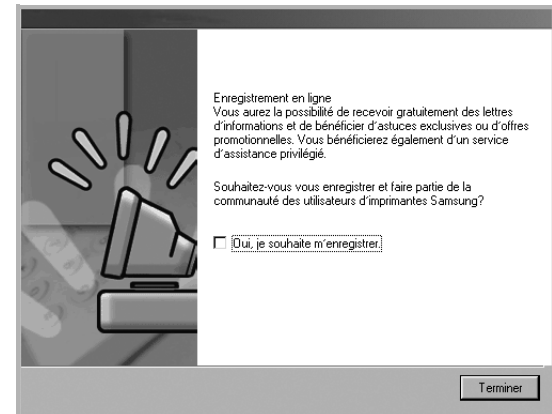 Enregistrement en ligne
Vous aurez la possibilité de recevoir gratuitement des lettres
d'informations et de bénéficier d'astuces exclusives ou d'offres
promotionnelles. Vous bénéficierez également d'un service
d'assistance privilégié.
Souhaitez-vous vous enregistrer et faire partie de la
communauté des utilisateurs d'imprimantes Samsung?
Oui, je souhaite m'enregistrer.
Terminer